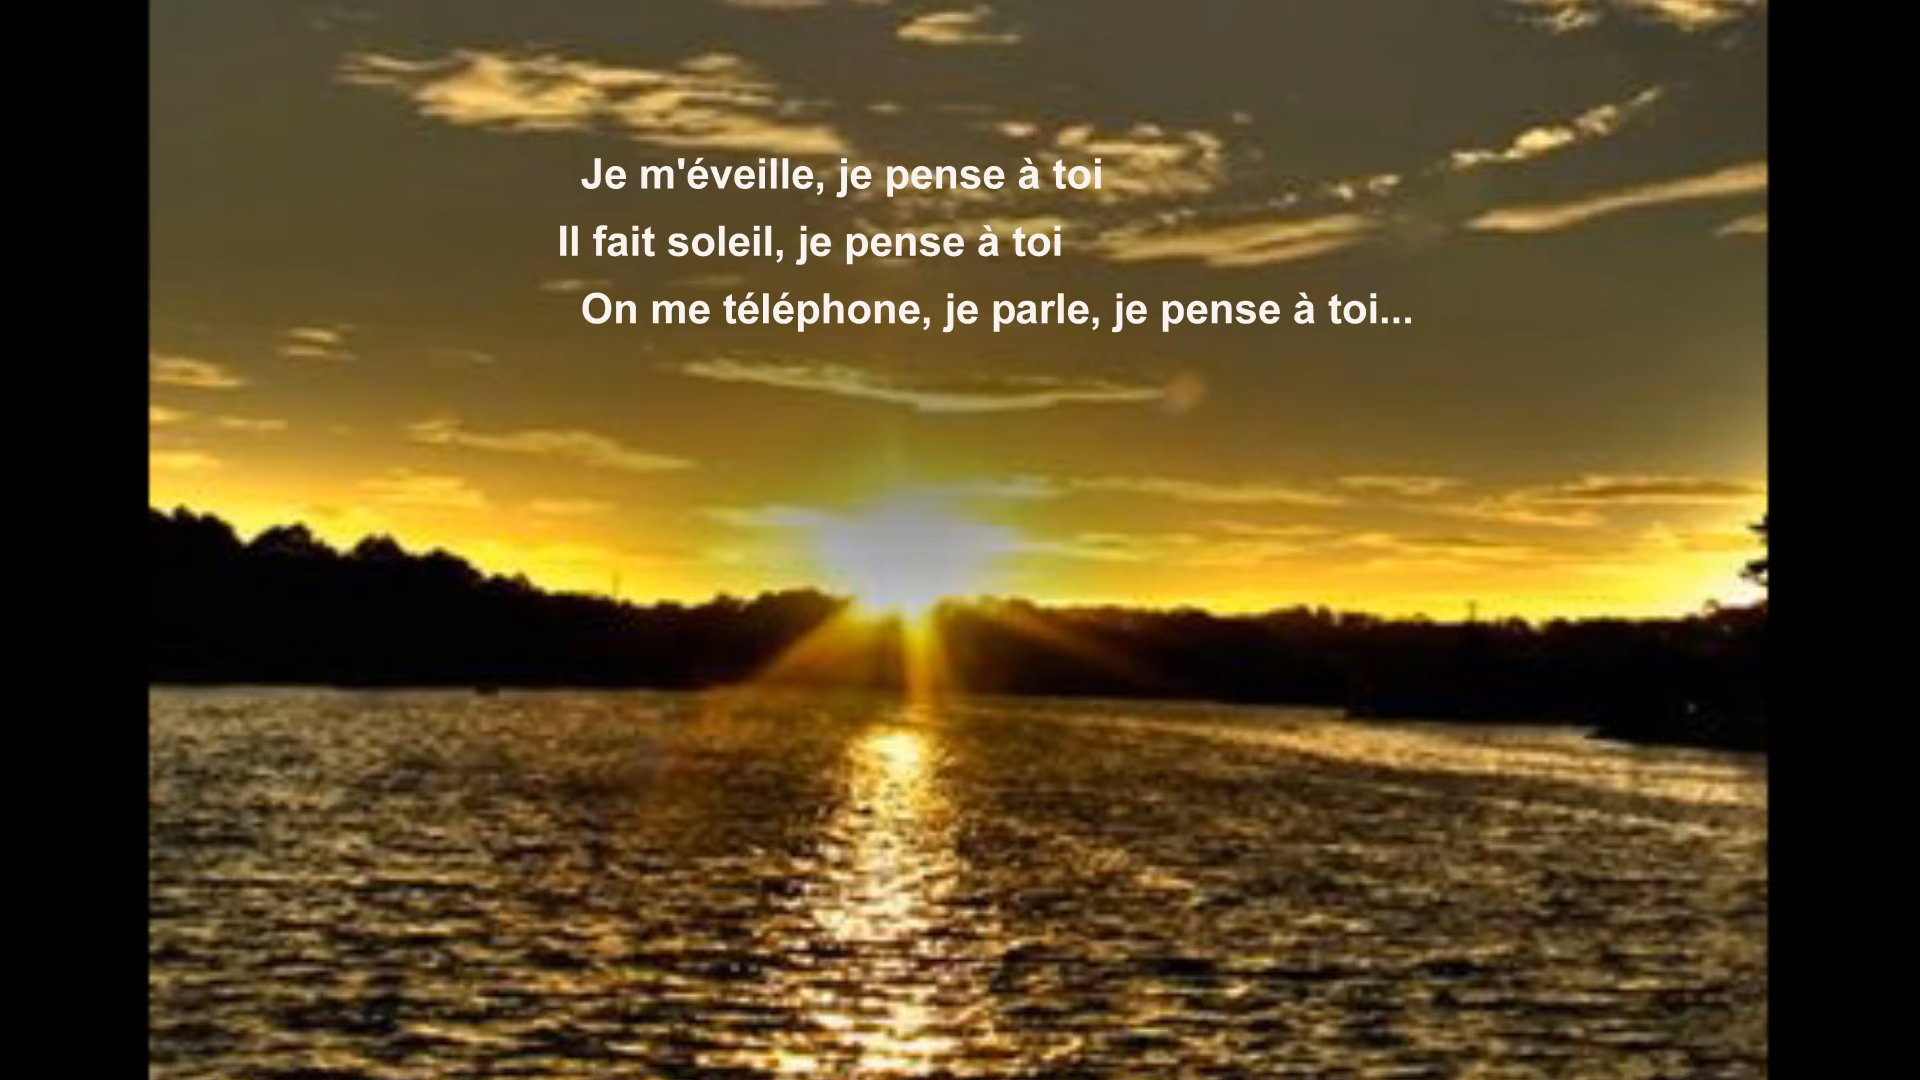 Je m'éveille, je pense à toi
Il fait soleil, je pense à toi
On me téléphone, je parle, je pense à toi...